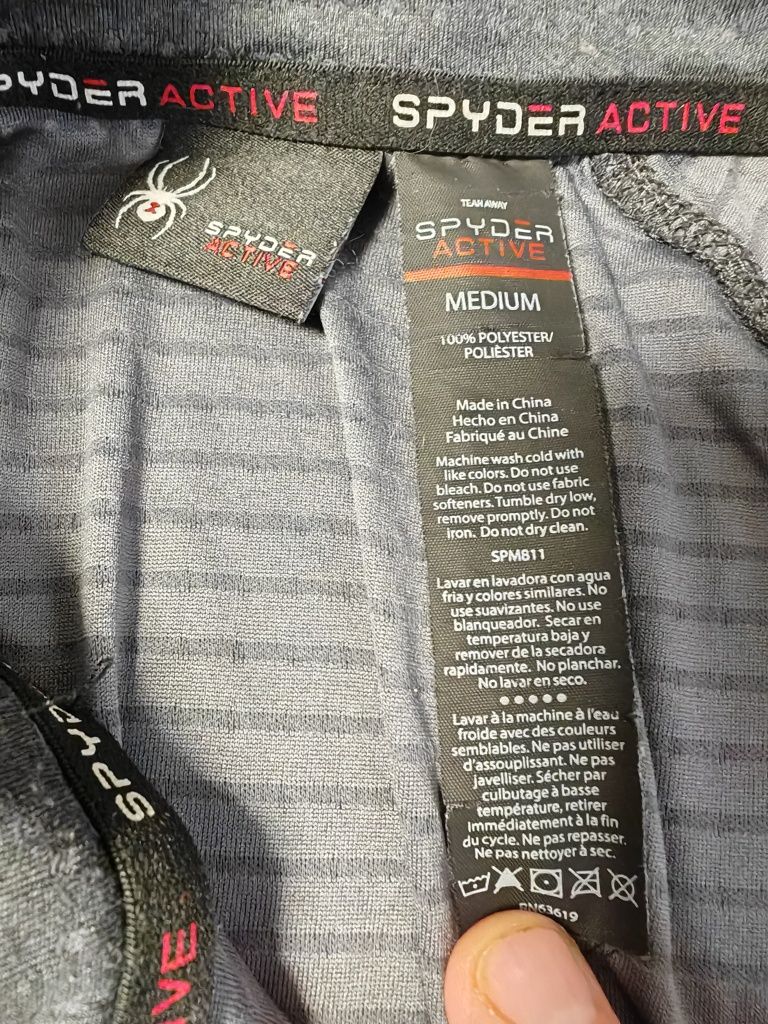 SPYDER ACTIVE
SPYDER ACTIVE
SPYDER
ACTIVE
TEAR AWAY
SPYDER
ACTIVE
MEDIUM
100% POLYESTER/
POLIÈSTER
Made in China
Hecho en China
Fabriqué au Chine
Machine wash cold with
like colors. Do not use
bleach. Do not use fabric
softeners. Tumble dry low,
remove promptly. Do not
iron. Do not dry clean.
SPM811
Lavar en lavadora con agua
fria y colores similares. No
use suavizantes. No use
blanqueador. Secar en
temperatura baja y
remover de la secadora
rapidamente. No planchar.
No lavar en seco.
Lavar à la machine à l'eau
froide avec des couleurs
semblables. Ne pas utiliser
d'assouplissant. Ne pas
javelliser. Sécher par
culbutage à basse
température, retirer
immédiatement à la fin
du cycle. Ne pas repasser.
Ne pas nettoyer à sec.
RN63619
SPYD
IVE